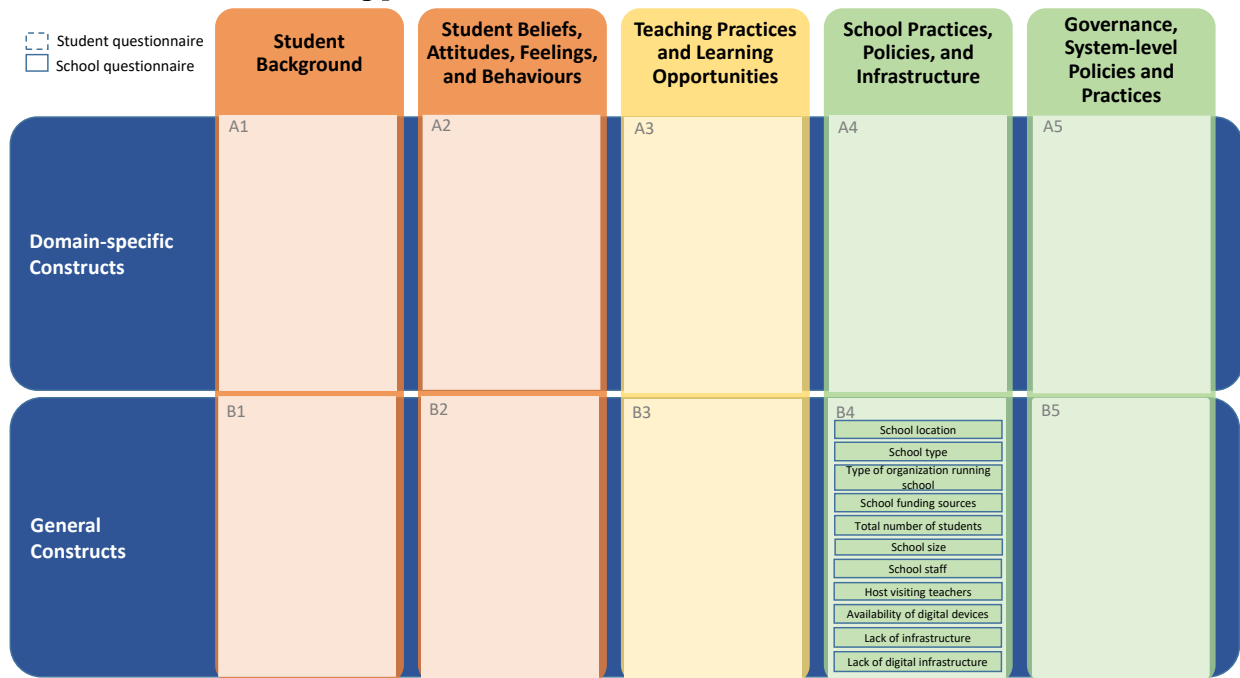 Student questionnaire
School questionnaire
Student
Background
Student Beliefs,
Attitudes, Feelings,
and Behaviours
Teaching Practices
and Learning
Opportunities
School Practices,
Policies, and
Infrastructure
Governance,
System-level
Policies and
Practices
Domain-specific
Constructs
A1
A2
A3
A4
A5
General
Constructs
B1
B2
B3
B4
School location
School type
Type of organization running
school
School funding sources
Total number of students
School size
School staff
Host visiting teachers
Availability of digital devices
Lack of infrastructure
Lack of digital infrastructure
B5